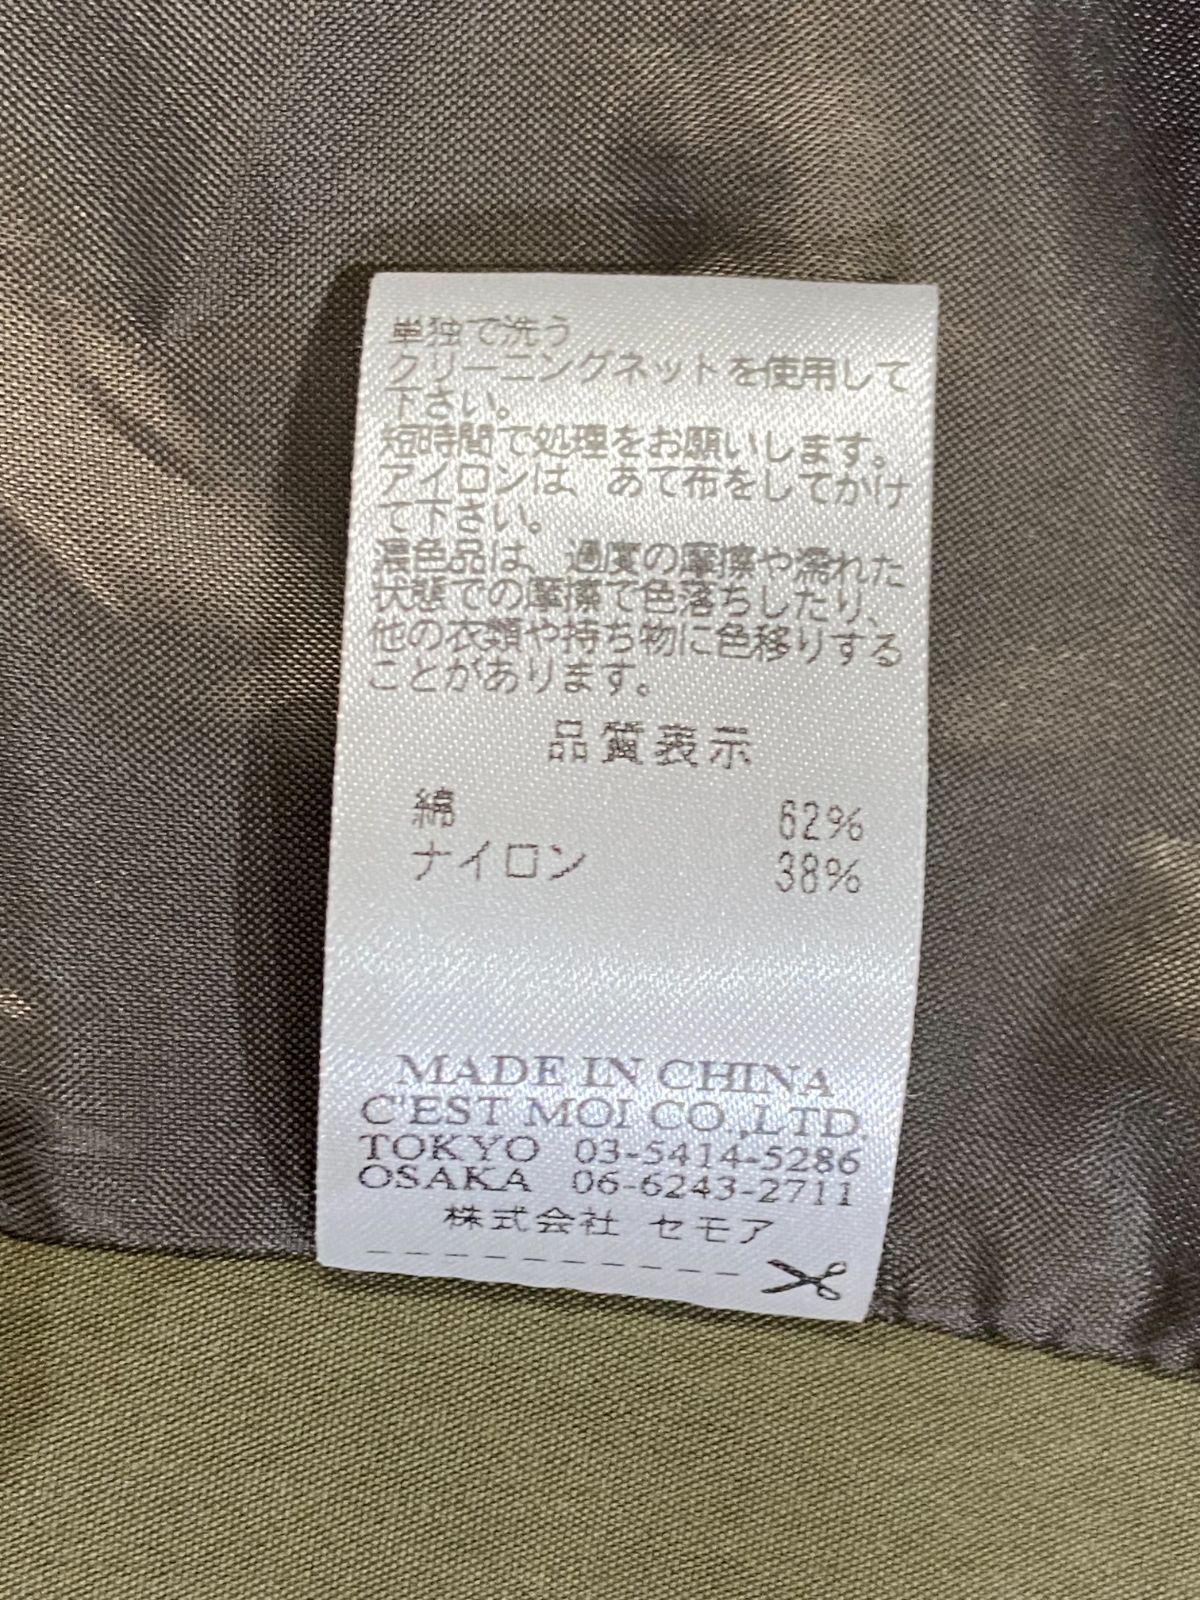 単独で洗う
クリーニングネットを使用して
下さい。
短時間で処理をお願いします。
アイロンは、あて布をしてかけ
て下さい。
濃色品は、過度の摩擦や濡れた
状態での摩擦で色落ちしたり、
他の衣類や持ち物に色移りする
ことがあります。
品質表示
綿 62%
ナイロン 38%
MADE IN CHINA
C'EST MOI CO.,LTD.
TOKYO 03-5414-5286
OSAKA 06-6243-2711
株式会社 セモア